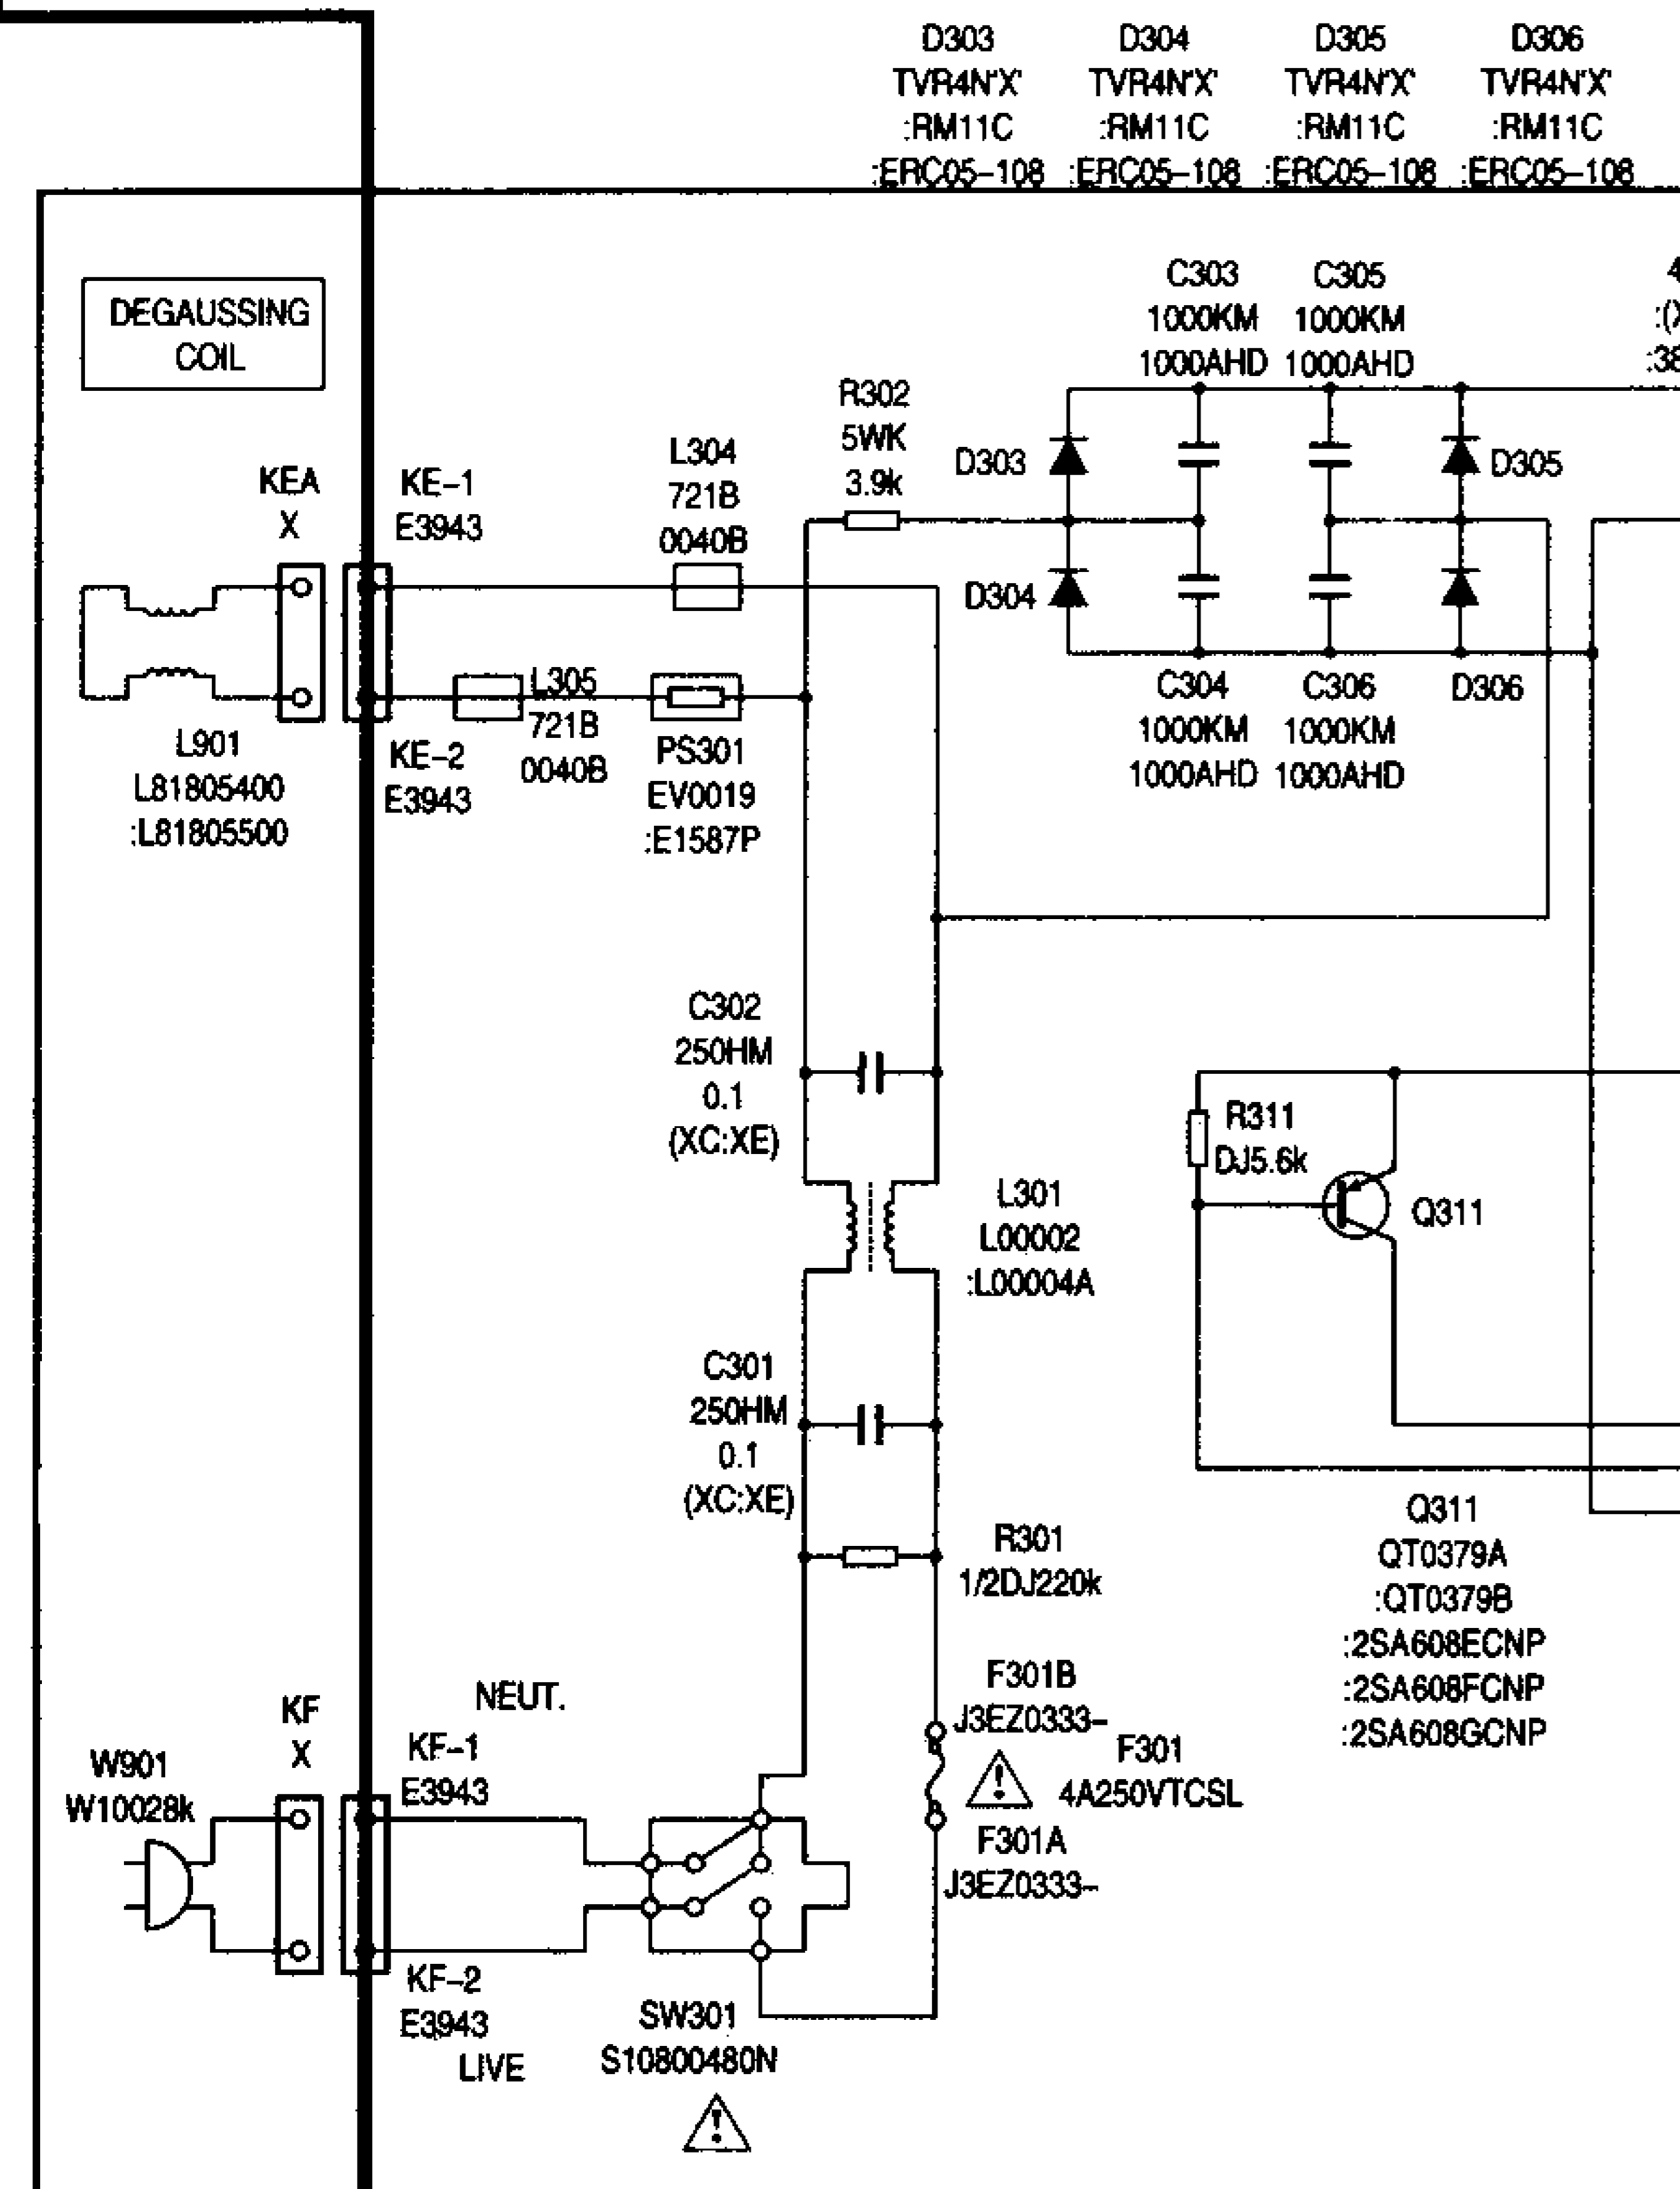 D303
TVR4N'X'
:RM11C
:ERC05-108
D304
TVR4N'X'
:RM11C
:ERC05-108
D305
TVR4N'X'
:RM11C
:ERC05-108
D306
TVR4N'X'
:RM11C
:ERC05-108
DEGAUSSING
COIL
C303
1000KM
1000AHD
C305
1000KM
1000AHD
4
:(X
:38
R302
5WK
3.9k
L304
721B
0040B
KEA
X
KE-1
E3943
D303
D305
D304
C304
1000KM
1000AHD
C306
1000KM
1000AHD
D306
L305
721B
0040B
L901
L81805400
:L81805500
KE-2
E3943
PS301
EV0019
:E1587P
C302
250HM
0.1
(XC:XE)
R311
DJ5.6k
Q311
L301
L00002
:L00004A
C301
250HM
0.1
(XC:XE)
R301
1/2DJ220k
Q311
QT0379A
:QT0379B
:2SA608ECNP
:2SA608FCNP
:2SA608GCNP
F301B
J3EZ0333-
F301
4A250VTCSL
!
F301A
J3EZ0333-
NEUT.
KF
X
KF-1
E3943
W901
W10028k
KF-2
E3943
LIVE
SW301
S10800480N
!